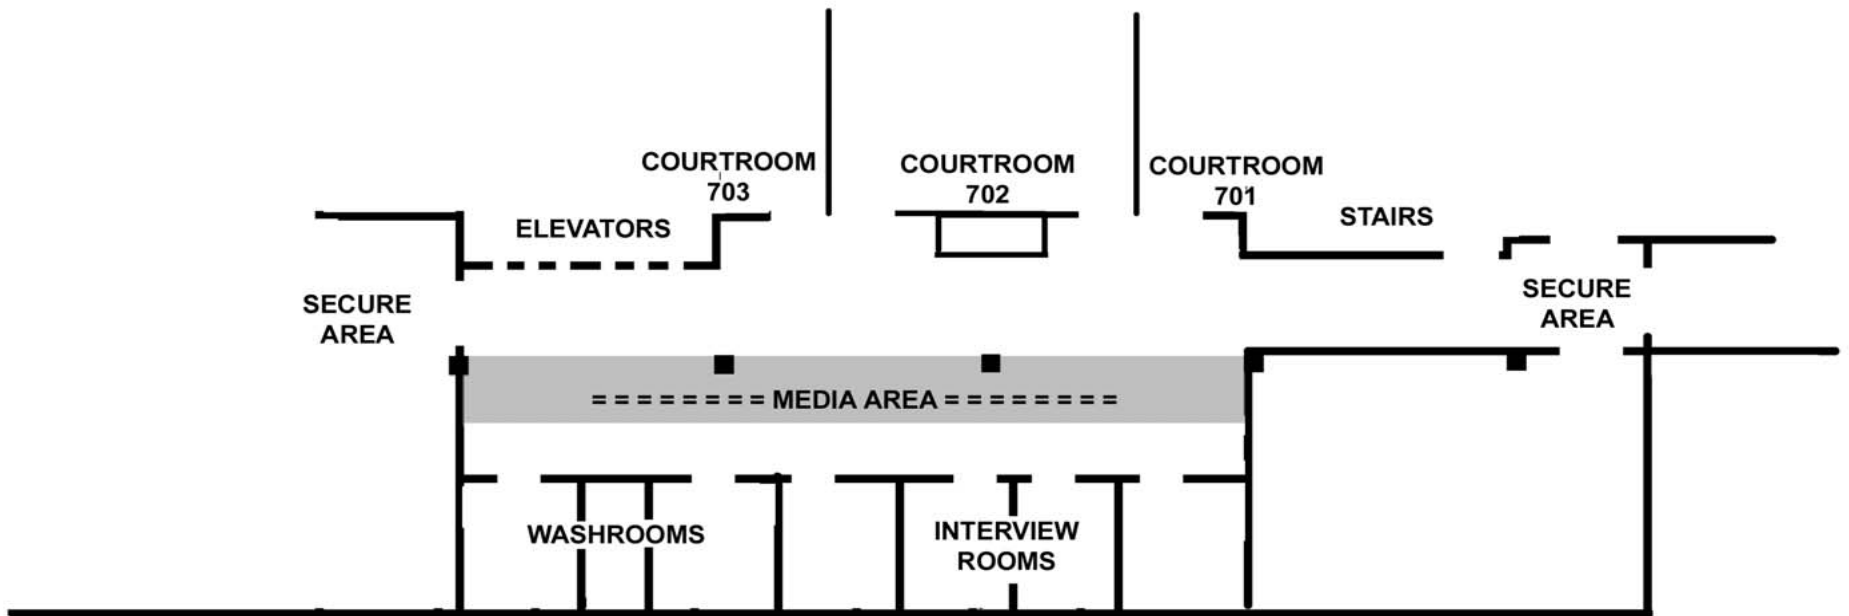 COURTROOM
703
COURTROOM
702
COURTROOM
701
ELEVATORS
STAIRS
SECURE
AREA
SECURE
AREA
= = = = = = = = MEDIA AREA = = = = = = = =
WASHROOMS
INTERVIEW
ROOMS